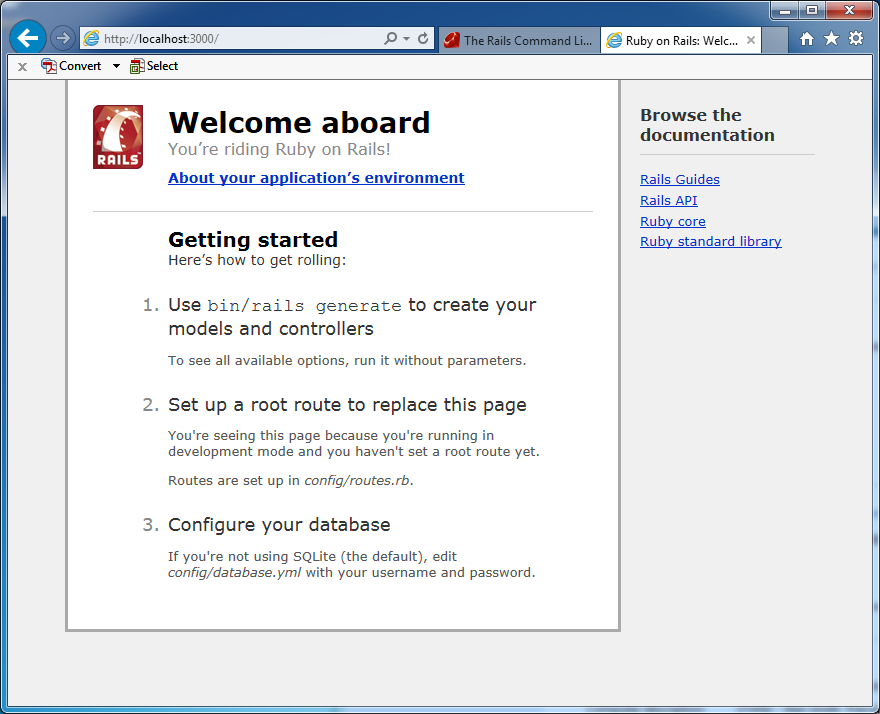 http://localhost:3000/
The Rails Command Li...
Ruby on Rails: Welc...
Convert
Select
RAILS
Welcome aboard
You’re riding Ruby on Rails!
About your application’s environment
Getting started
Here’s how to get rolling:
1. Use bin/rails generate to create your
models and controllers
To see all available options, run it without parameters.
2. Set up a root route to replace this page
You're seeing this page because you're running in
development mode and you haven't set a root route yet.
Routes are set up in config/routes.rb.
3. Configure your database
If you're not using SQLite (the default), edit
config/database.yml with your username and password.
Browse the
documentation
Rails Guides
Rails API
Ruby core
Ruby standard library